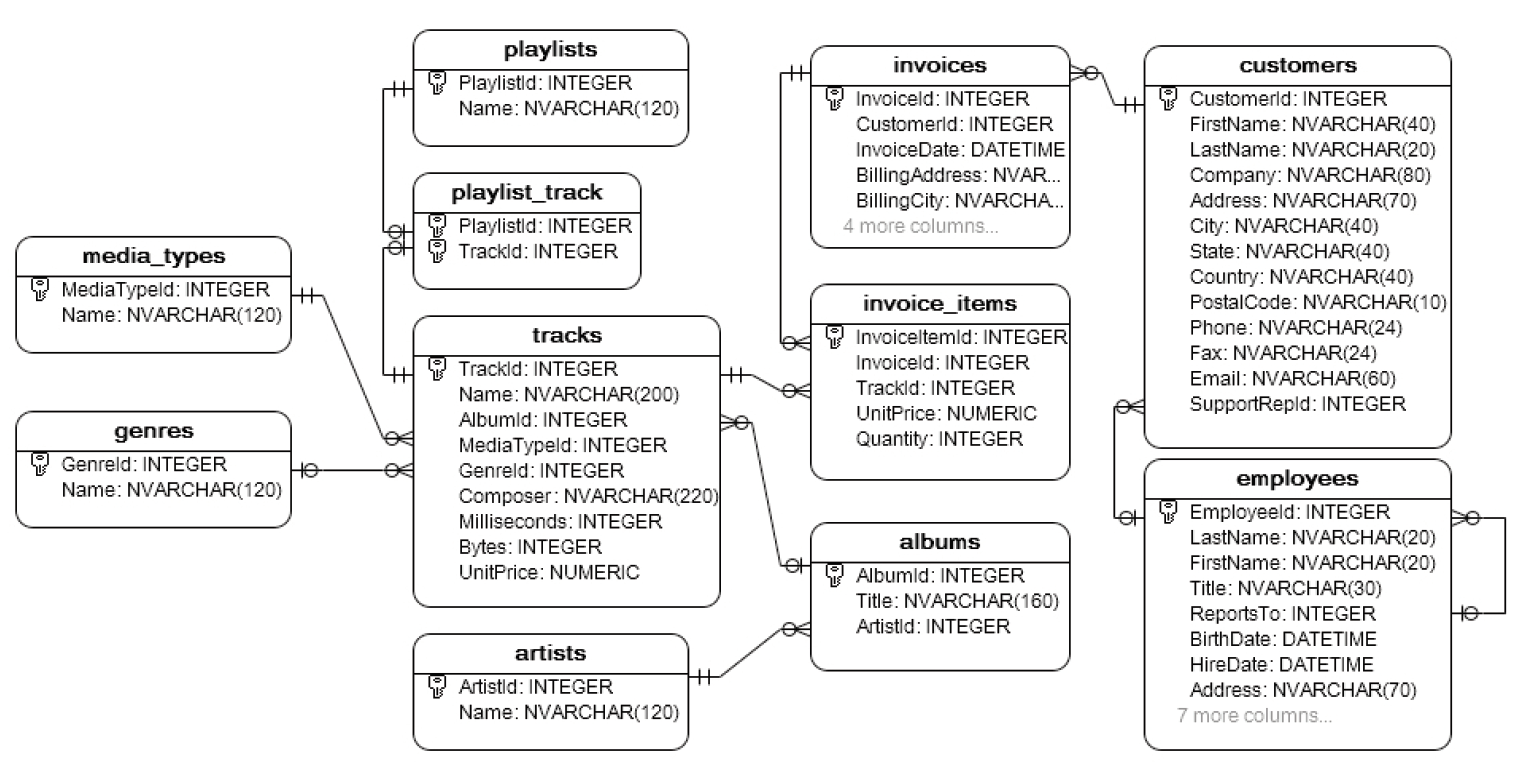 playlists
PlaylistId: INTEGER
Name: NVARCHAR(120)
playlist_track
PlaylistId: INTEGER
TrackId: INTEGER
media_types
MediaTypeId: INTEGER
Name: NVARCHAR(120)
genres
GenreId: INTEGER
Name: NVARCHAR(120)
tracks
TrackId: INTEGER
Name: NVARCHAR(200)
AlbumId: INTEGER
MediaTypeId: INTEGER
GenreId: INTEGER
Composer: NVARCHAR(220)
Milliseconds: INTEGER
Bytes: INTEGER
UnitPrice: NUMERIC
artists
ArtistId: INTEGER
Name: NVARCHAR(120)
invoices
InvoiceId: INTEGER
CustomerId: INTEGER
InvoiceDate: DATETIME
BillingAddress: NVAR...
BillingCity: NVARCHA...
4 more columns...
invoice_items
InvoiceItemId: INTEGER
InvoiceId: INTEGER
TrackId: INTEGER
UnitPrice: NUMERIC
Quantity: INTEGER
albums
AlbumId: INTEGER
Title: NVARCHAR(160)
ArtistId: INTEGER
customers
CustomerId: INTEGER
FirstName: NVARCHAR(40)
LastName: NVARCHAR(20)
Company: NVARCHAR(80)
Address: NVARCHAR(70)
City: NVARCHAR(40)
State: NVARCHAR(40)
Country: NVARCHAR(40)
PostalCode: NVARCHAR(10)
Phone: NVARCHAR(24)
Fax: NVARCHAR(24)
Email: NVARCHAR(60)
SupportRepId: INTEGER
employees
EmployeeId: INTEGER
LastName: NVARCHAR(20)
FirstName: NVARCHAR(20)
Title: NVARCHAR(30)
ReportsTo: INTEGER
BirthDate: DATETIME
HireDate: DATETIME
Address: NVARCHAR(70)
7 more columns...